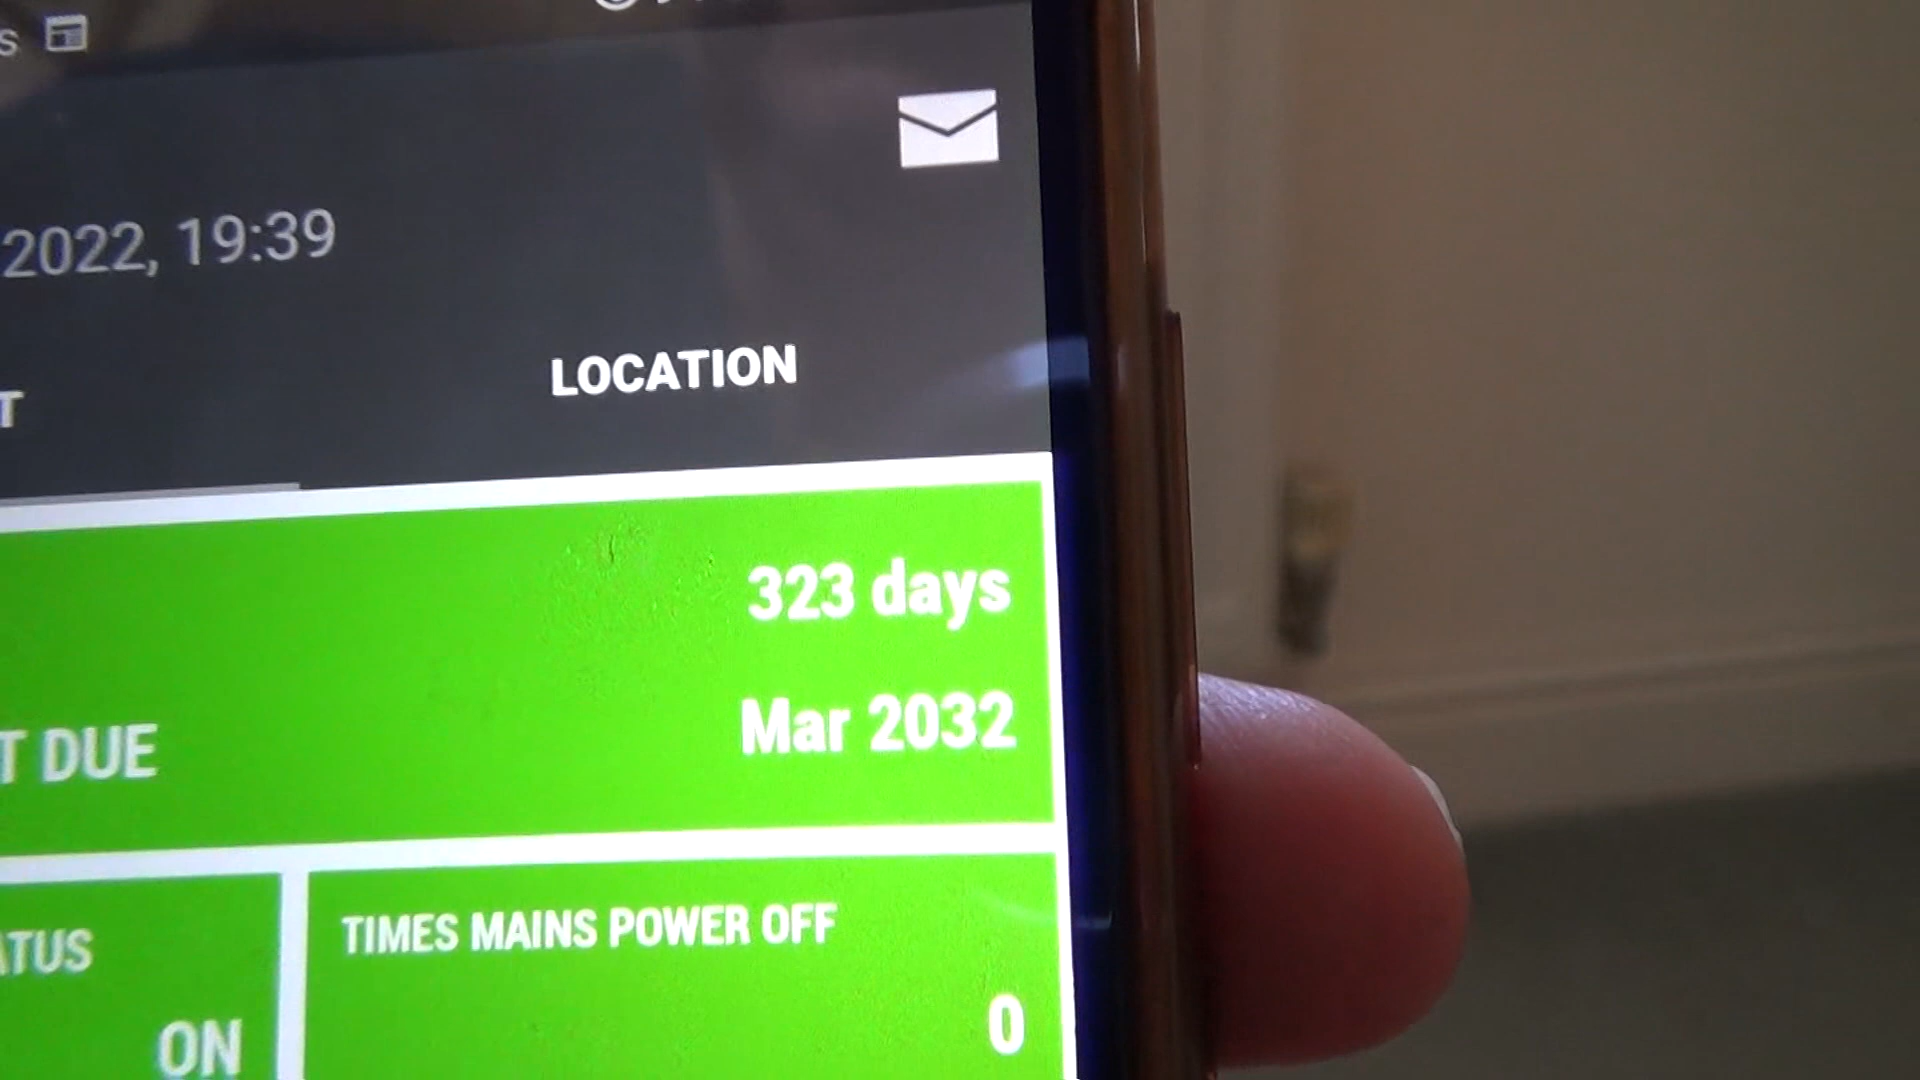 s
2022, 19:39
T LOCATION
323 days
T DUE Mar 2032
ATUS TIMES MAINS POWER OFF
ON 0